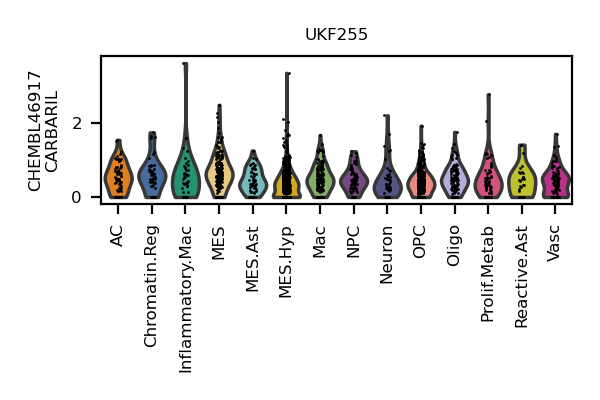 UKF255
CHEMBL46917
CARBARIL
2
0
AC
Chromatin.Reg
Inflammatory.Mac
MES
MES.Ast
MES.Hyp
Mac
NPC
Neuron
OPC
Oligo
Prolif.Metab
Reactive.Ast
Vasc